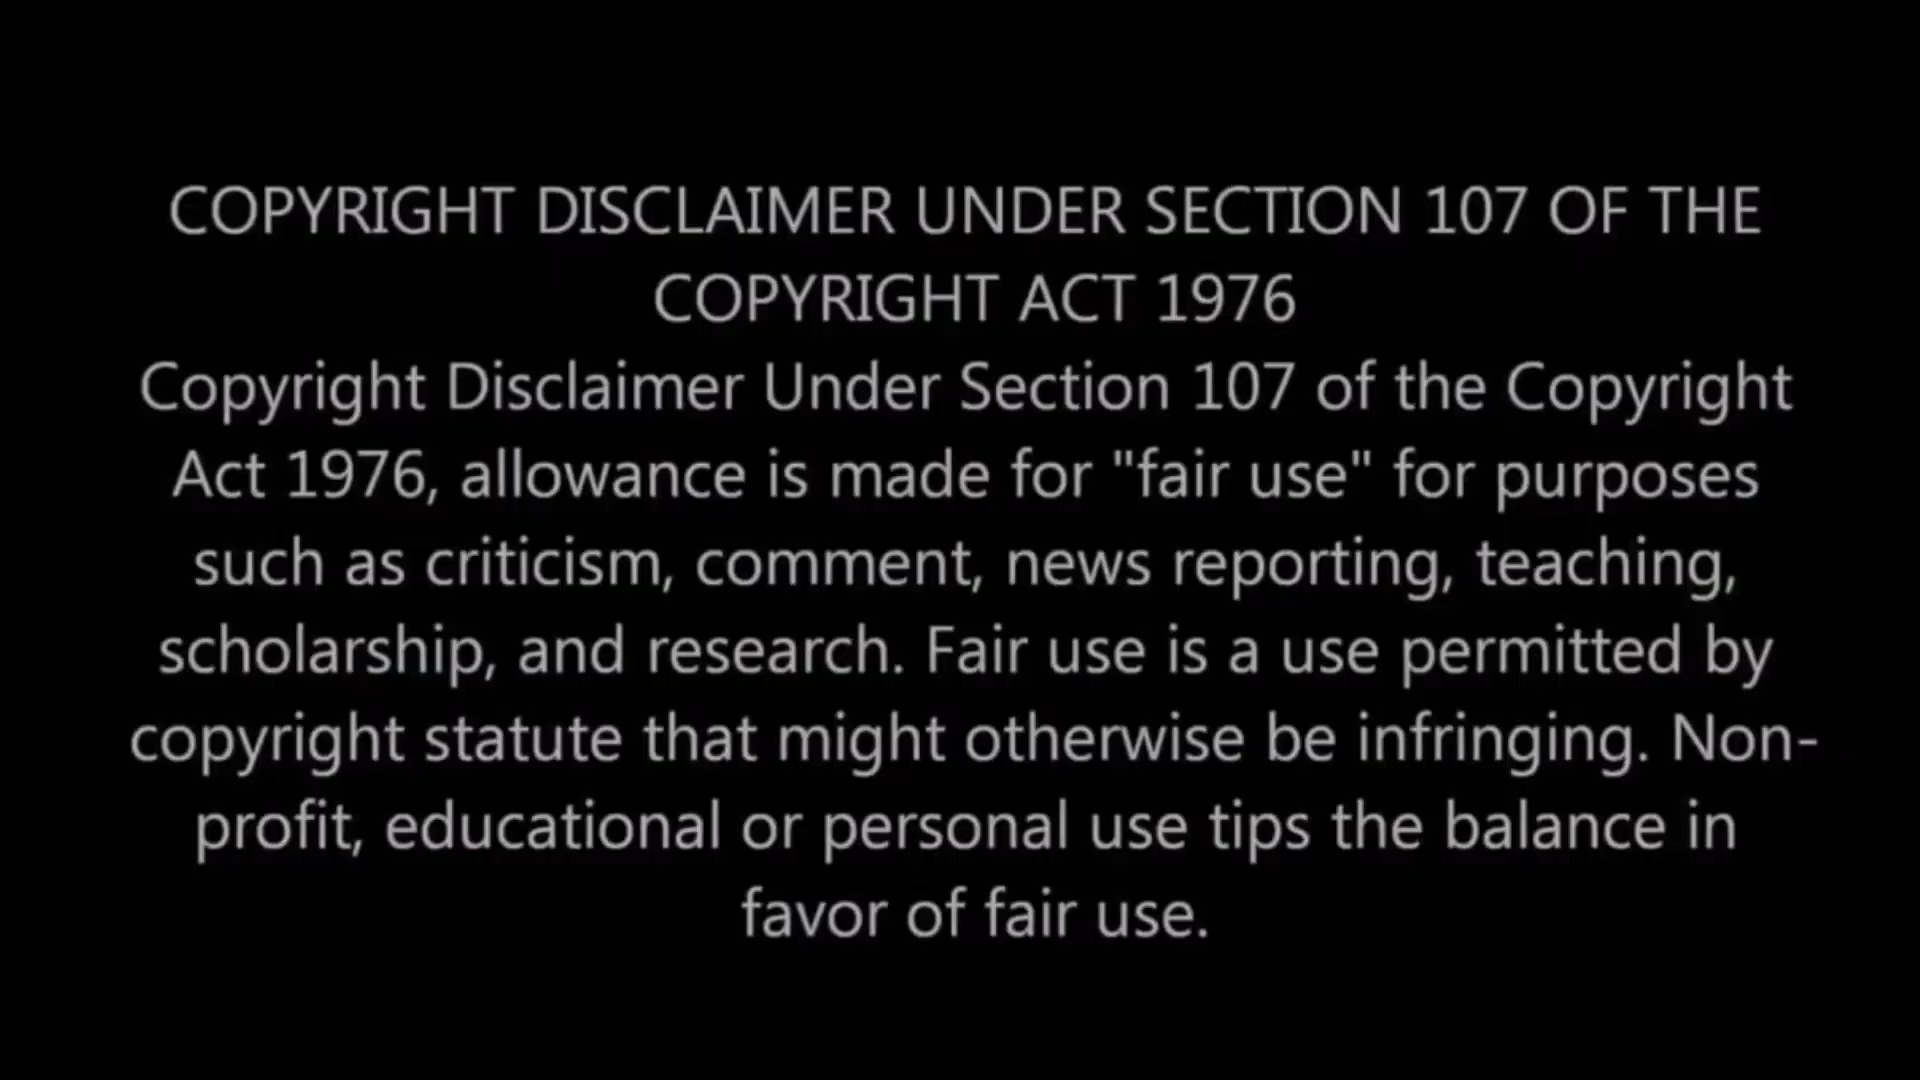 COPYRIGHT DISCLAIMER UNDER SECTION 107 OF THE
COPYRIGHT ACT 1976
Copyright Disclaimer Under Section 107 of the Copyright
Act 1976, allowance is made for "fair use" for purposes
such as criticism, comment, news reporting, teaching,
scholarship, and research. Fair use is a use permitted by
copyright statute that might otherwise be infringing. Non-
profit, educational or personal use tips the balance in
favor of fair use.